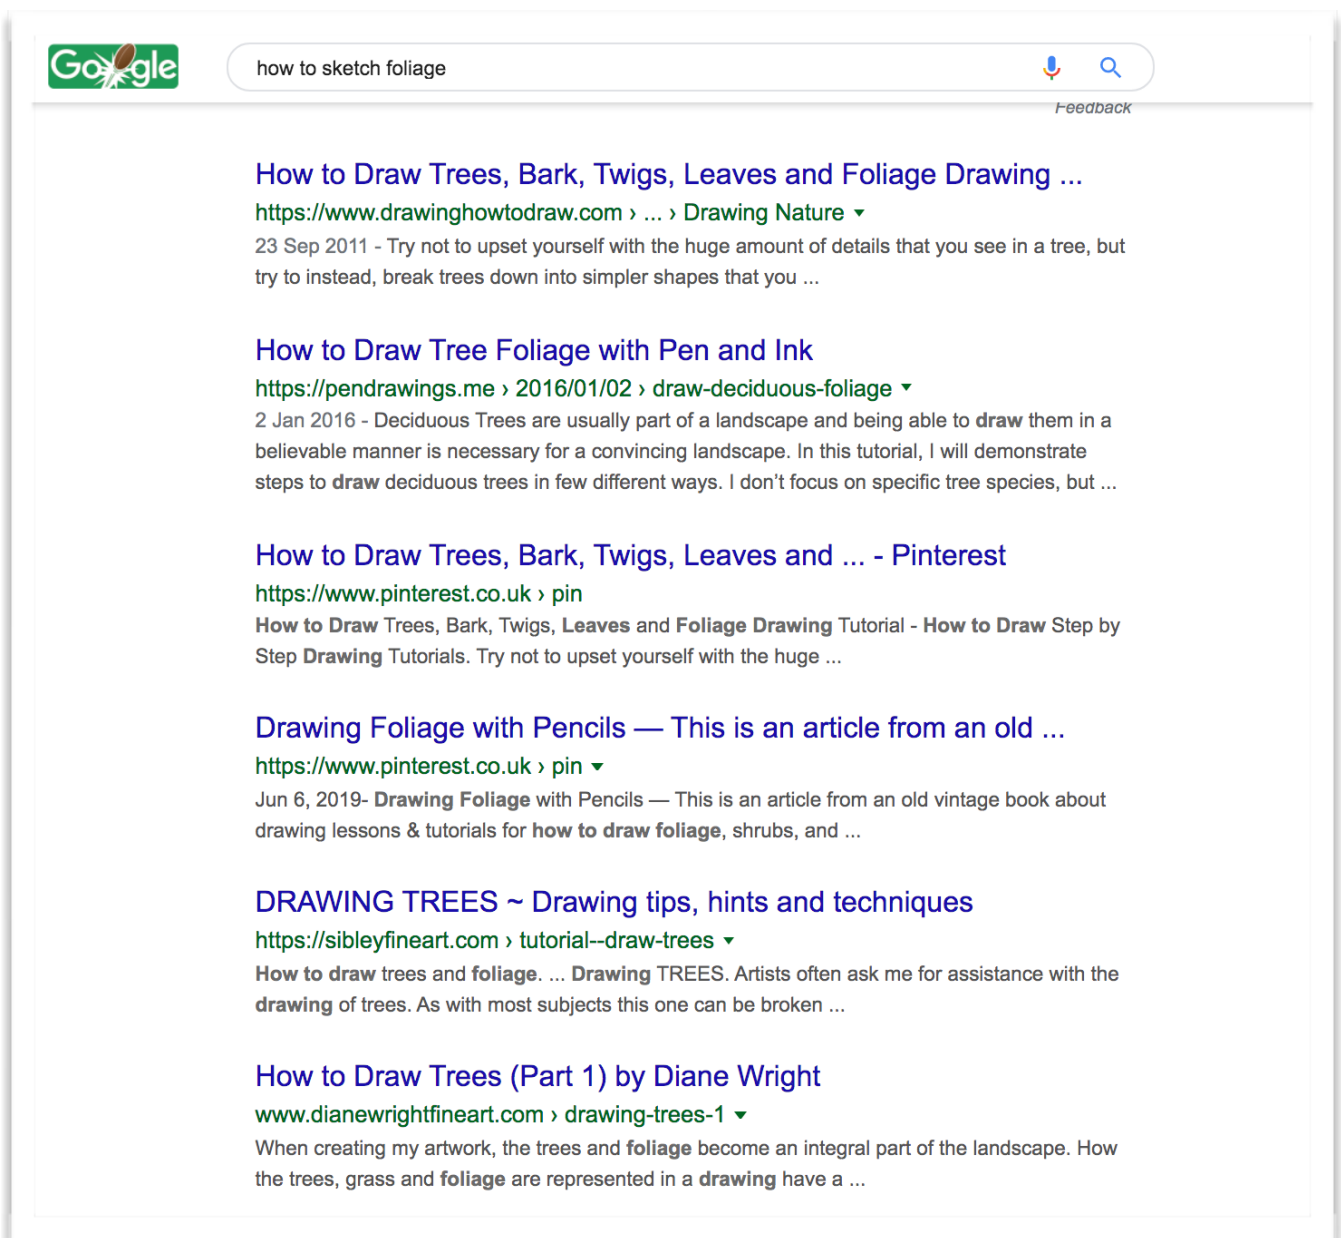 Google
how to sketch foliage
Feedback
How to Draw Trees, Bark, Twigs, Leaves and Foliage Drawing ...
https://www.drawinghowtodraw.com › ... › Drawing Nature
23 Sep 2011 - Try not to upset yourself with the huge amount of details that you see in a tree, but
try to instead, break trees down into simpler shapes that you ...
How to Draw Tree Foliage with Pen and Ink
https://pendrawings.me › 2016/01/02 › draw-deciduous-foliage
2 Jan 2016 - Deciduous Trees are usually part of a landscape and being able to draw them in a
believable manner is necessary for a convincing landscape. In this tutorial, I will demonstrate
steps to draw deciduous trees in few different ways. I don't focus on specific tree species, but ...
How to Draw Trees, Bark, Twigs, Leaves and ... - Pinterest
https://www.pinterest.co.uk › pin
How to Draw Trees, Bark, Twigs, Leaves and Foliage Drawing Tutorial - How to Draw Step by
Step Drawing Tutorials. Try not to upset yourself with the huge ...
Drawing Foliage with Pencils — This is an article from an old ...
https://www.pinterest.co.uk › pin
Jun 6, 2019- Drawing Foliage with Pencils — This is an article from an old vintage book about
drawing lessons & tutorials for how to draw foliage, shrubs, and ...
DRAWING TREES ~ Drawing tips, hints and techniques
https://sibleyfineart.com › tutorial--draw-trees
How to draw trees and foliage. ... Drawing TREES. Artists often ask me for assistance with the
drawing of trees. As with most subjects this one can be broken ...
How to Draw Trees (Part 1) by Diane Wright
www.dianewrightfineart.com › drawing-trees-1
When creating my artwork, the trees and foliage become an integral part of the landscape. How
the trees, grass and foliage are represented in a drawing have a ...